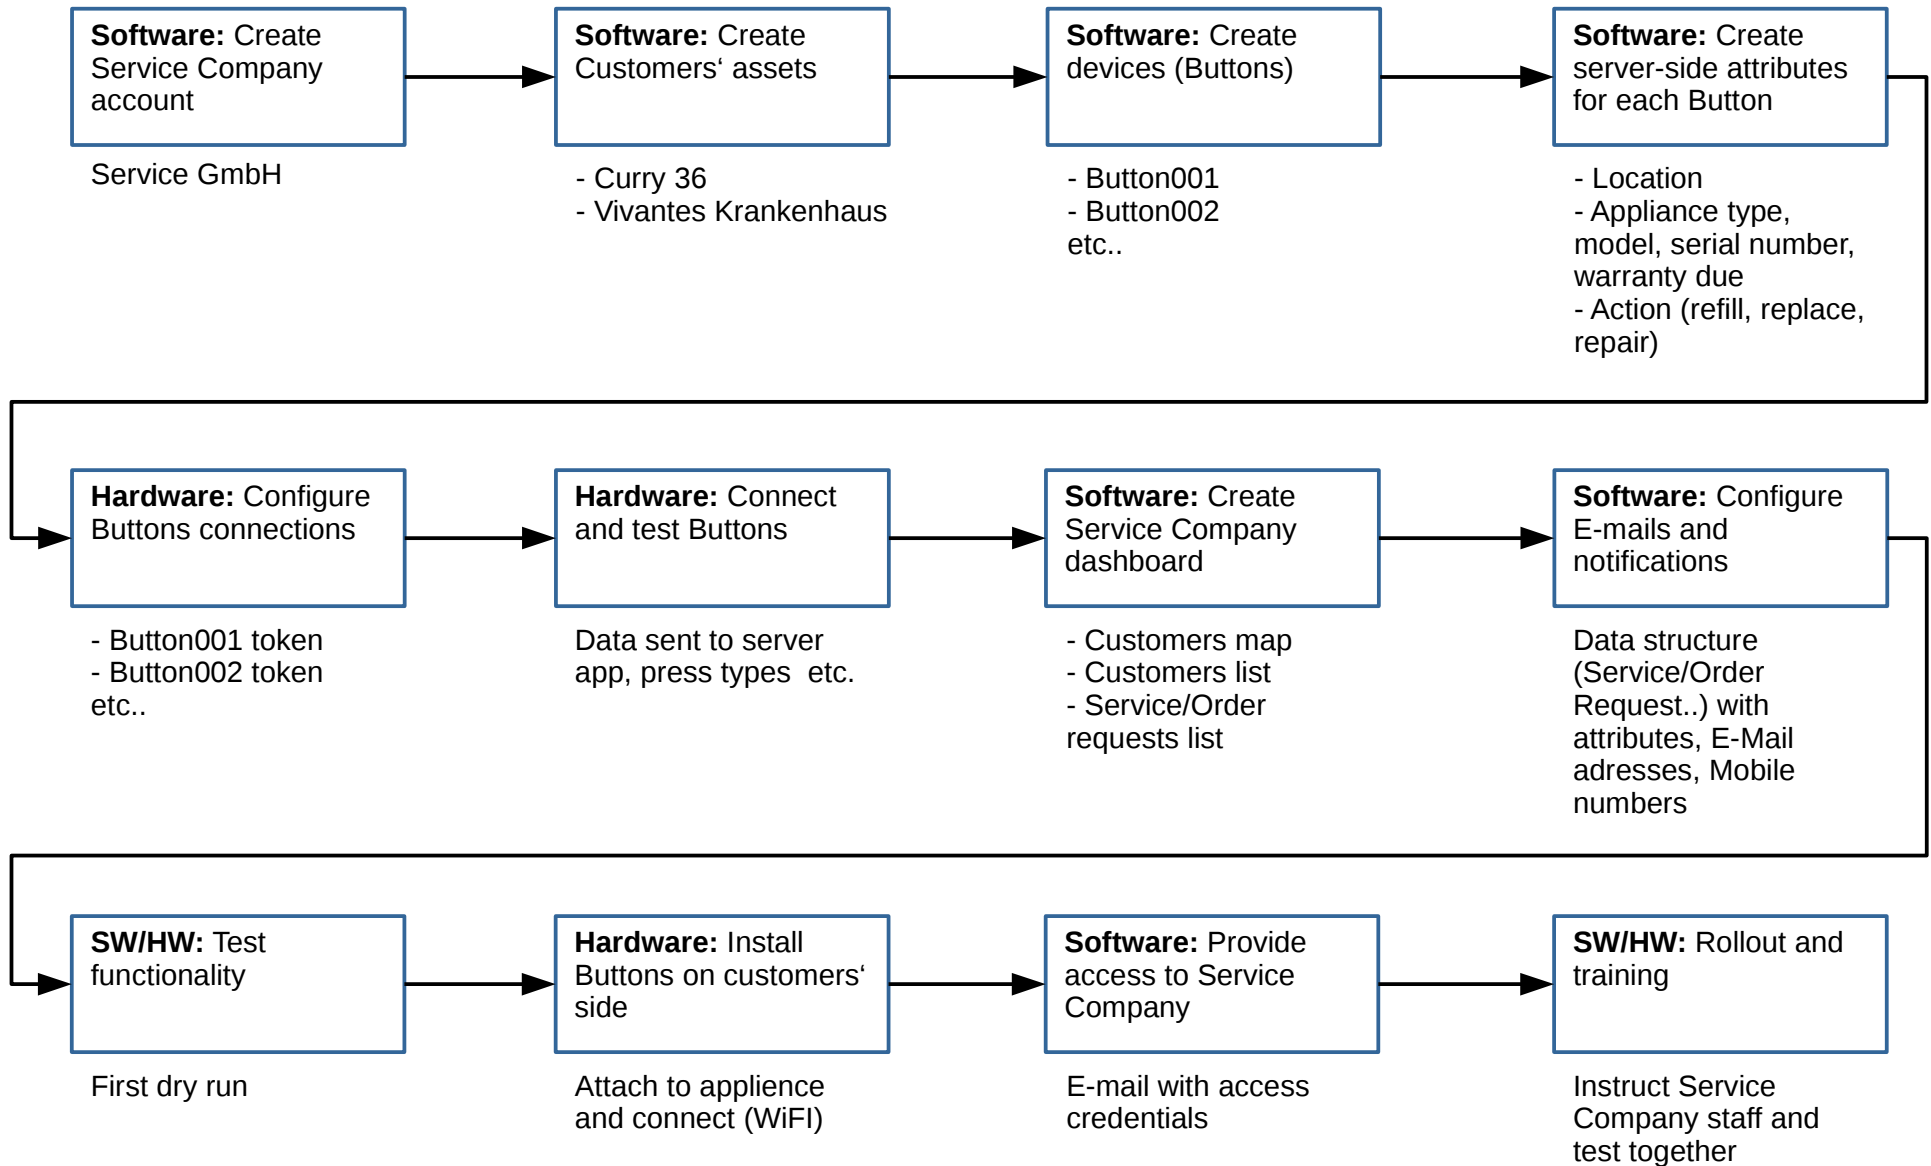 Software: Create
Service Company
account
Service GmbH
Software: Create
Customers‘ assets
- Curry 36
- Vivantes Krankenhaus
Software: Create
devices (Buttons)
- Button001
- Button002
etc..
Software: Create
server-side attributes
for each Button
- Location
- Appliance type,
model, serial number,
warranty due
- Action (refill, replace,
repair)
Hardware: Configure
Buttons connections
- Button001 token
- Button002 token
etc..
Hardware: Connect
and test Buttons
Data sent to server
app, press types  etc.
Software: Create
Service Company
dashboard
- Customers map
- Customers list
- Service/Order
requests list
Software: Configure
E-mails and
notifications
Data structure
(Service/Order
Request..) with
attributes, E-Mail
adresses, Mobile
numbers
SW/HW: Test
functionality
First dry run
Hardware: Install
Buttons on customers‘
side
Attach to applience
and connect (WiFI)
Software: Provide
access to Service
Company
E-mail with access
credentials
SW/HW: Rollout and
training
Instruct Service
Company staff and
test together